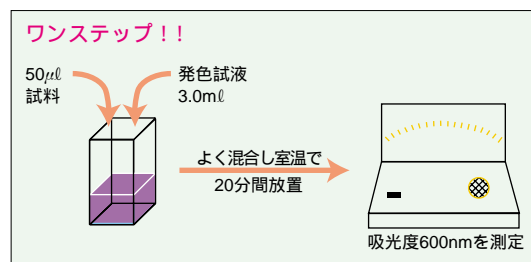 ワンステップ！！
50μℓ
試料
発色試液
3.0mℓ
よく混合し室温で
20分間放置
吸光度600nmを測定